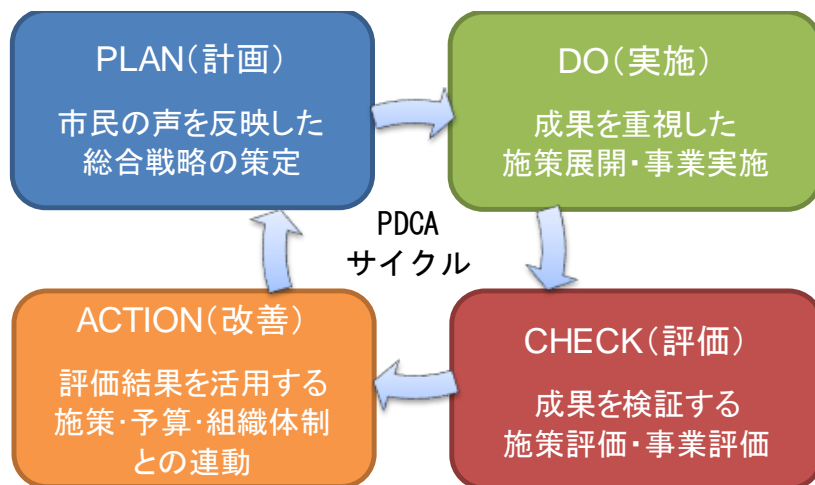 PLAN（計画）
市民の声を反映した
総合戦略の策定
DO（実施）
成果を重視した
施策展開・事業実施
PDCA
サイクル
ACTION（改善）
評価結果を活用する
施策・予算・組織体制
との連動
CHECK（評価）
成果を検証する
施策評価・事業評価